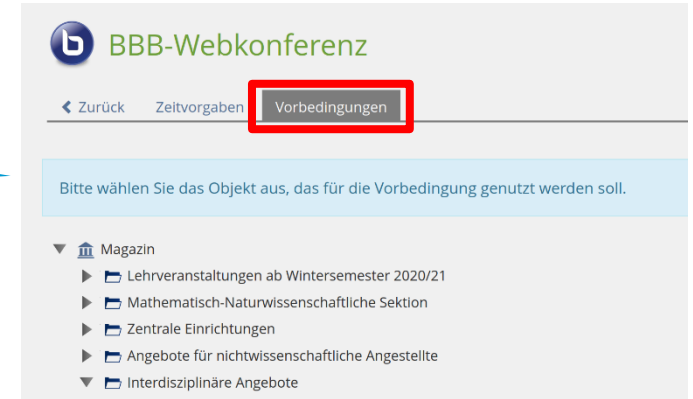 b BBB-Webkonferenz
Zurück Zeitvorgaben Vorbedingungen
Bitte wählen Sie das Objekt aus, das für die Vorbedingung genutzt werden soll.
Magazin
Lehrveranstaltungen ab Wintersemester 2020/21
Mathematisch-Naturwissenschaftliche Sektion
Zentrale Einrichtungen
Angebote für nichtwissenschaftliche Angestellte
Interdisziplinäre Angebote